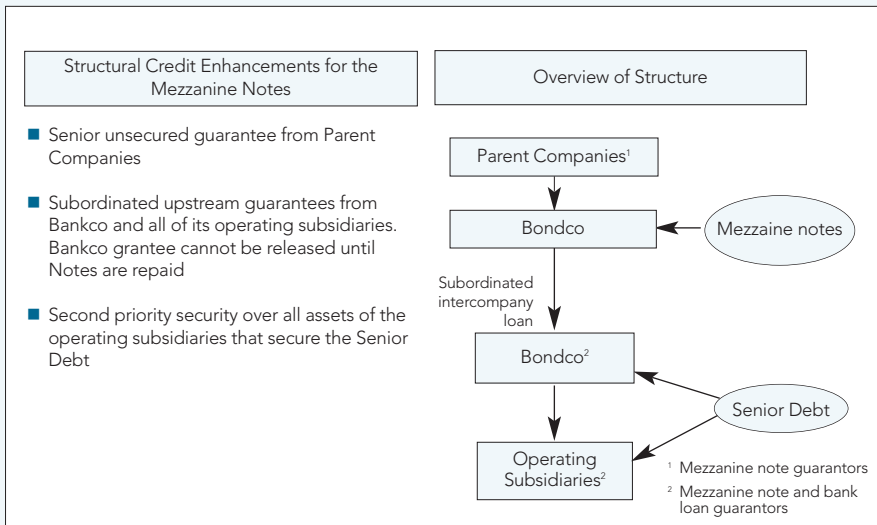 Structural Credit Enhancements for the
Mezzanine Notes
■ Senior unsecured guarantee from Parent
Companies
■ Subordinated upstream guarantees from
Bankco and all of its operating subsidiaries.
Bankco grantee cannot be released until
Notes are repaid
■ Second priority security over all assets of the
operating subsidiaries that secure the Senior
Debt
Overview of Structure
Parent Companies¹
Bondco
Mezzaine notes
Subordinated
intercompany
loan
Bondco²
Senior Debt
Operating
Subsidiaries²
¹ Mezzanine note guarantors
² Mezzanine note and bank
loan guarantors